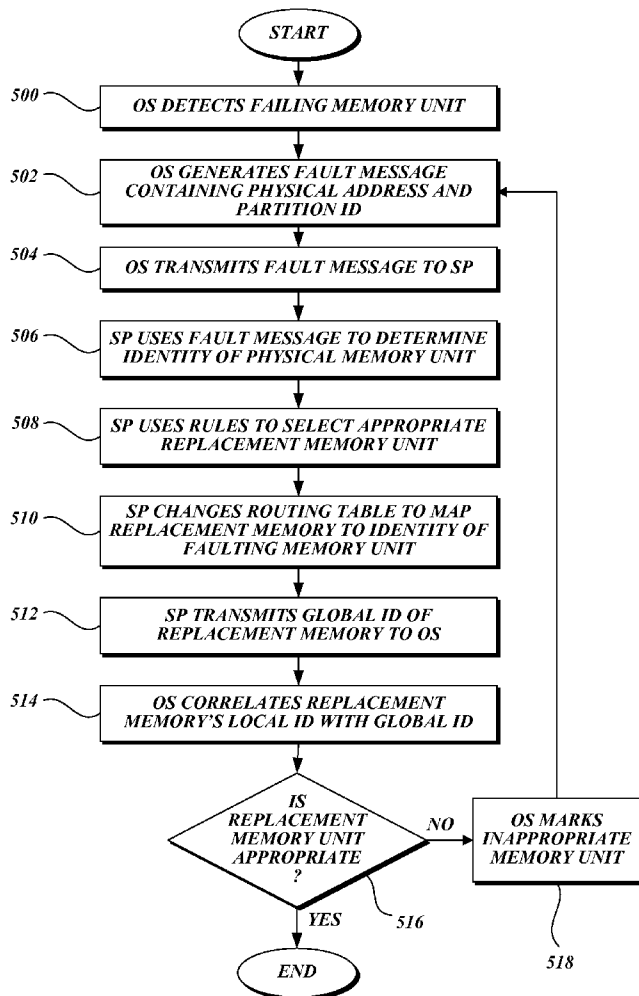 START
500
OS DETECTS FAILING MEMORY UNIT
502
OS GENERATES FAULT MESSAGE
CONTAINING PHYSICAL ADDRESS AND
PARTITION ID
504
OS TRANSMITS FAULT MESSAGE TO SP
506
SP USES FAULT MESSAGE TO DETERMINE
IDENTITY OF PHYSICAL MEMORY UNIT
508
SP USES RULES TO SELECT APPROPRIATE
REPLACEMENT MEMORY UNIT
510
SP CHANGES ROUTING TABLE TO MAP
REPLACEMENT MEMORY TO IDENTITY OF
FAULTING MEMORY UNIT
512
SP TRANSMITS GLOBAL ID OF
REPLACEMENT MEMORY TO OS
514
OS CORRELATES REPLACEMENT
MEMORY'S LOCAL ID WITH GLOBAL ID
IS
REPLACEMENT
MEMORY UNIT
APPROPRIATE
?
516
NO
OS MARKS
INAPPROPRIATE
MEMORY UNIT
518
YES
END